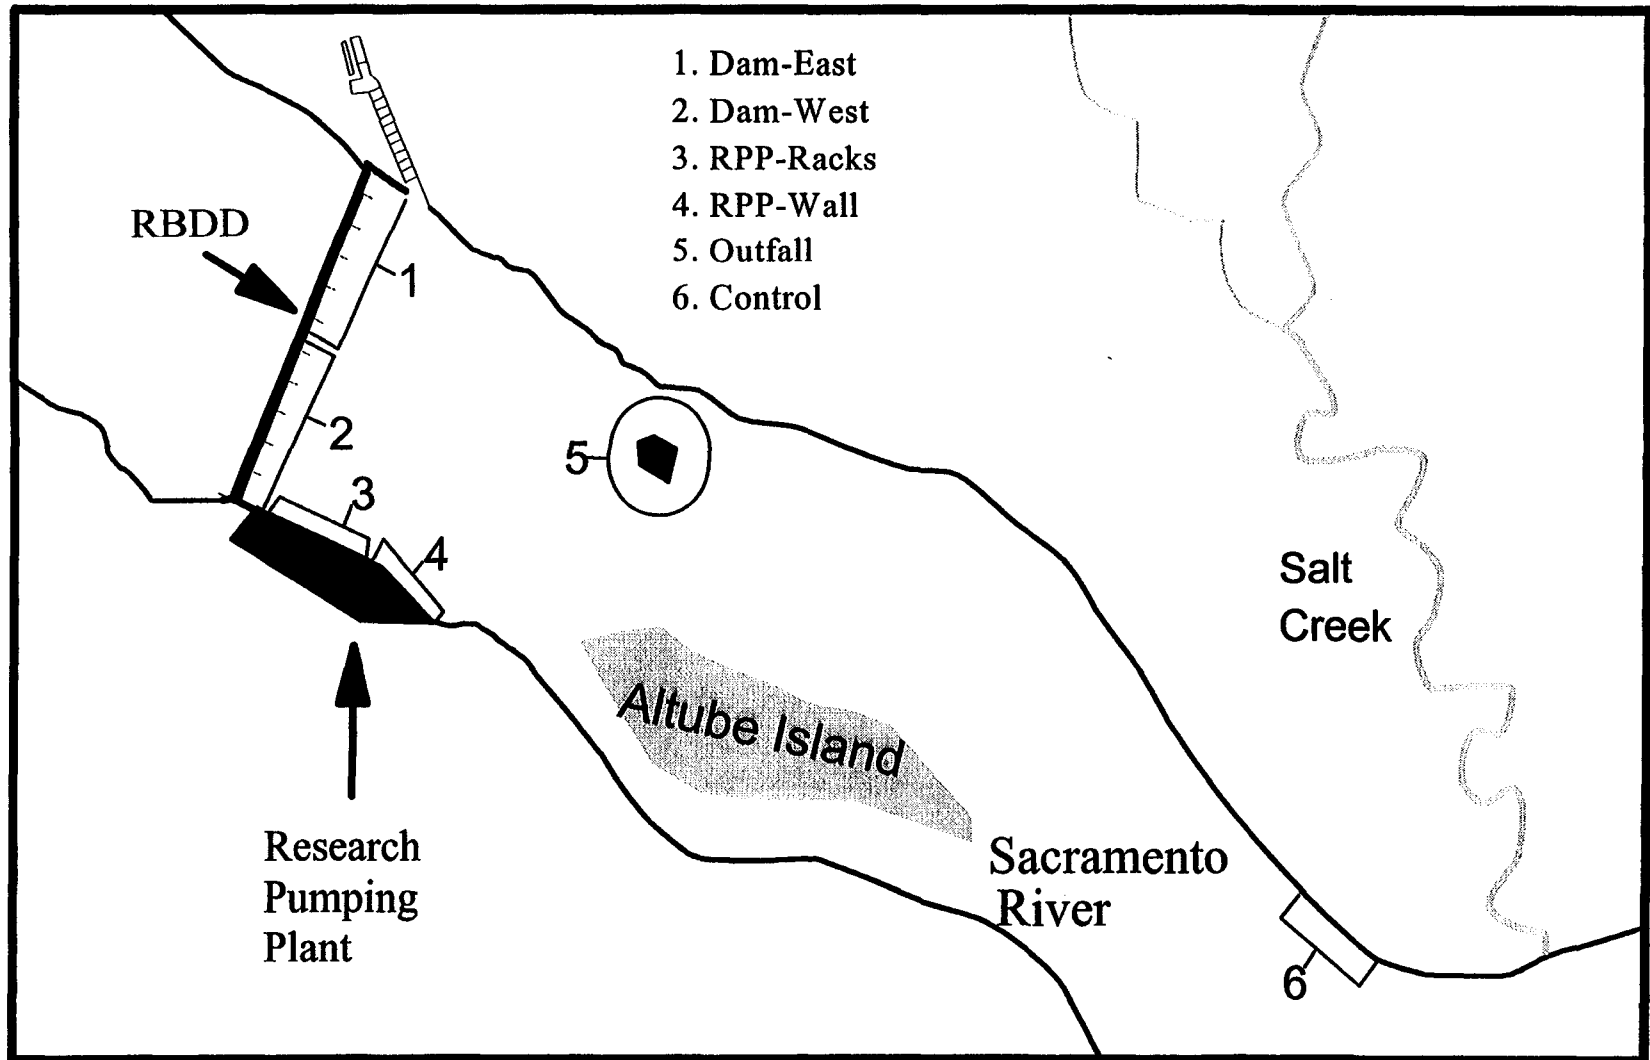 1. Dam-East
2. Dam-West
3. RPP-Racks
4. RPP-Wall
5. Outfall
6. Control
RBDD
1
2
3
4
5
Salt
Creek
Altube Island
Sacramento
River
Research
Pumping
Plant
6